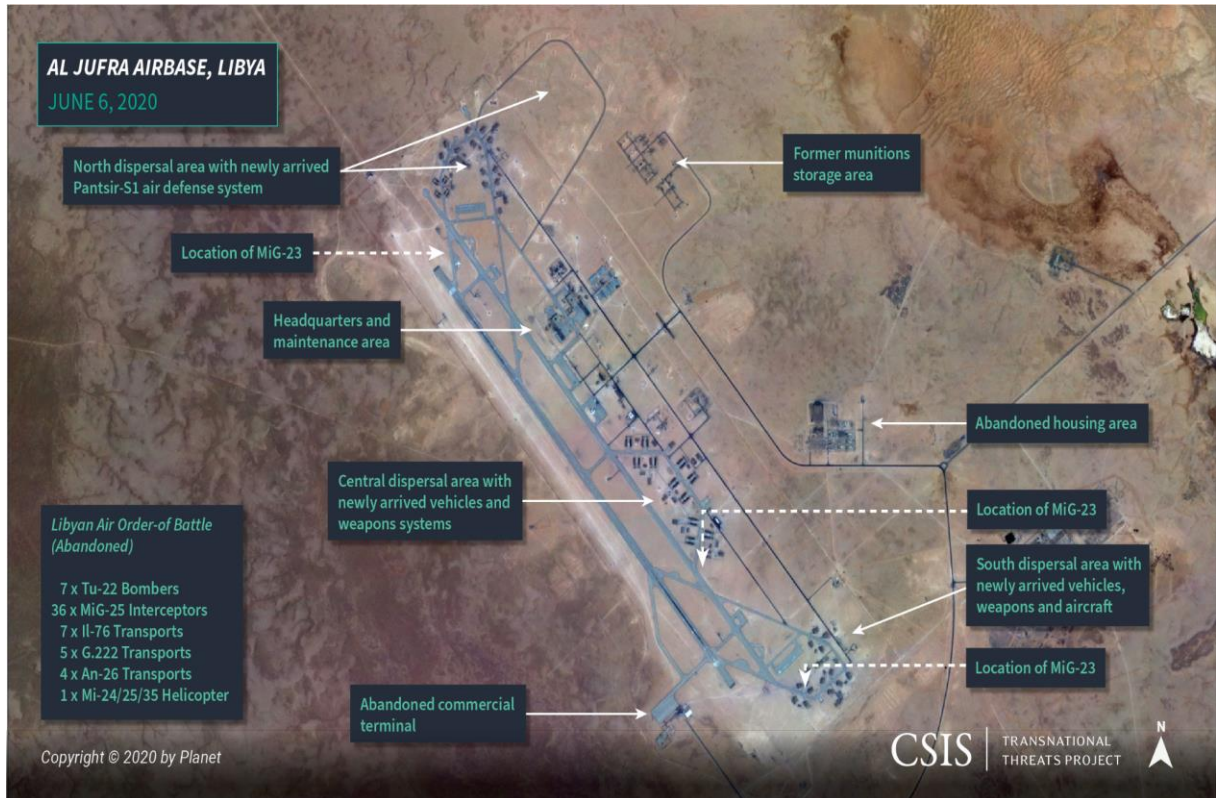 AL JUFRA AIRBASE, LIBYA
JUNE 6, 2020
North dispersal area with newly arrived
Pantsir-S1 air defense system
Former munitions
storage area
Location of MiG-23
Headquarters and
maintenance area
Abandoned housing area
Central dispersal area with
newly arrived vehicles and
weapons systems
Location of MiG-23
South dispersal area with
newly arrived vehicles,
weapons and aircraft
Location of MiG-23
Abandoned commercial
terminal
Libyan Air Order-of Battle
(Abandoned)
7 x Tu-22 Bombers
36 x MiG-25 Interceptors
7 x Il-76 Transports
5 x G.222 Transports
4 x An-26 Transports
1 x Mi-24/25/35 Helicopter
Copyright © 2020 by Planet
CSIS
TRANSNATIONAL
THREATS PROJECT
N